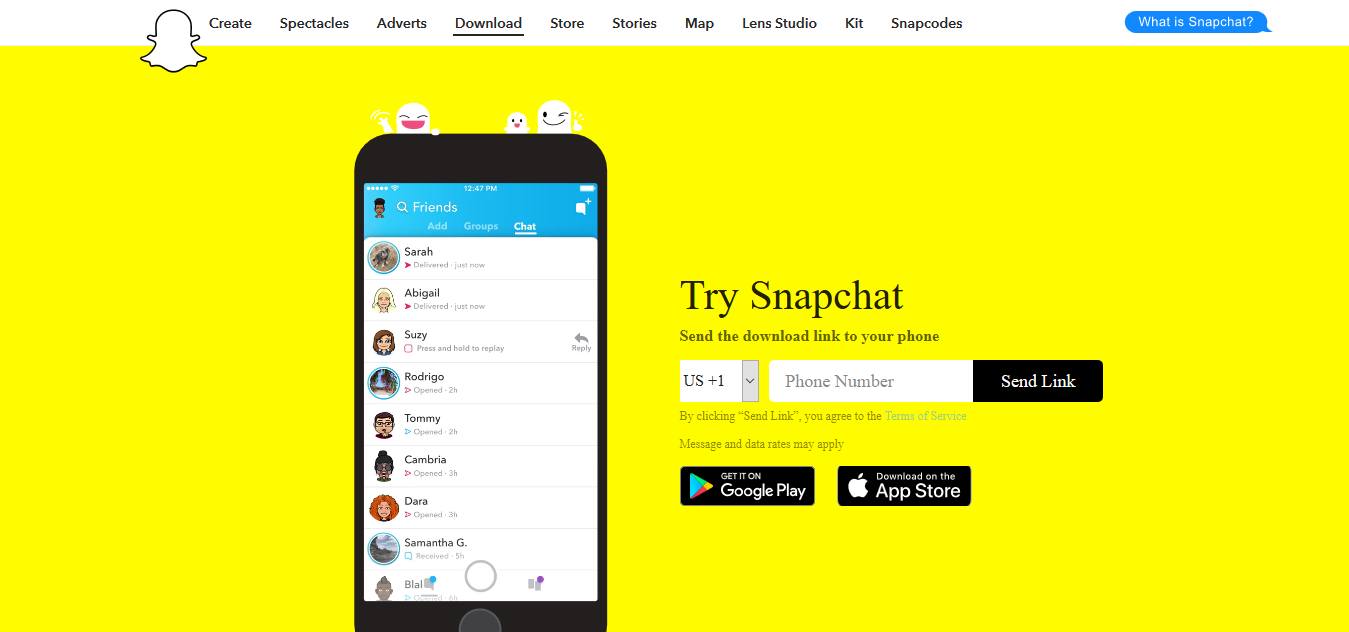 Create Spectacles Adverts Download Store Stories Map Lens Studio Kit Snapcodes What is Snapchat?
12:47 PM
Friends
Add Groups Chat
Sarah
Delivered · just now
Abigail
Delivered · just now
Suzy
Press and hold to replay
Reply
Rodrigo
Opened · 2h
Tommy
Opened · 2h
Cambria
Opened · 3h
Dara
Opened · 3h
Samantha G.
Received · 5h
Opened · 6h
Try Snapchat
Send the download link to your phone
US +1 Phone Number Send Link
By clicking “Send Link”, you agree to the Terms of Service
Message and data rates may apply
GET IT ON
Google Play
Download on the
App Store